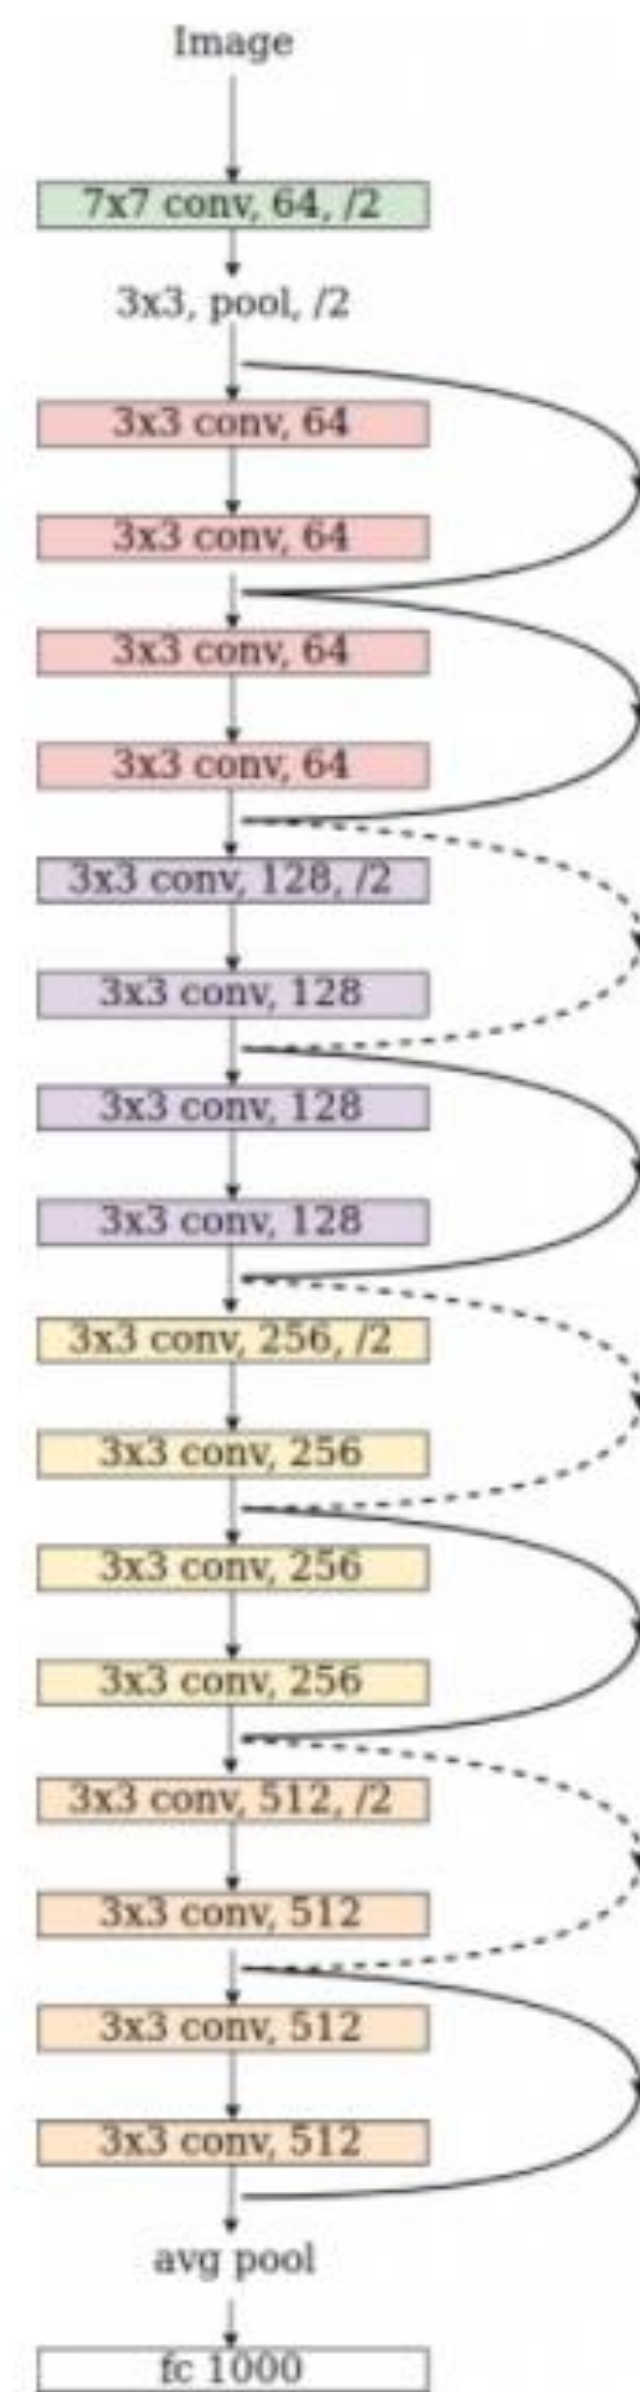 Image
7x7 conv, 64, /2
3x3, pool, /2
3x3 conv, 64
3x3 conv, 64
3x3 conv, 64
3x3 conv, 64
3x3 conv, 128, /2
3x3 conv, 128
3x3 conv, 128
3x3 conv, 128
3x3 conv, 256, /2
3x3 conv, 256
3x3 conv, 256
3x3 conv, 256
3x3 conv, 512, /2
3x3 conv, 512
3x3 conv, 512
3x3 conv, 512
avg pool
fc 1000